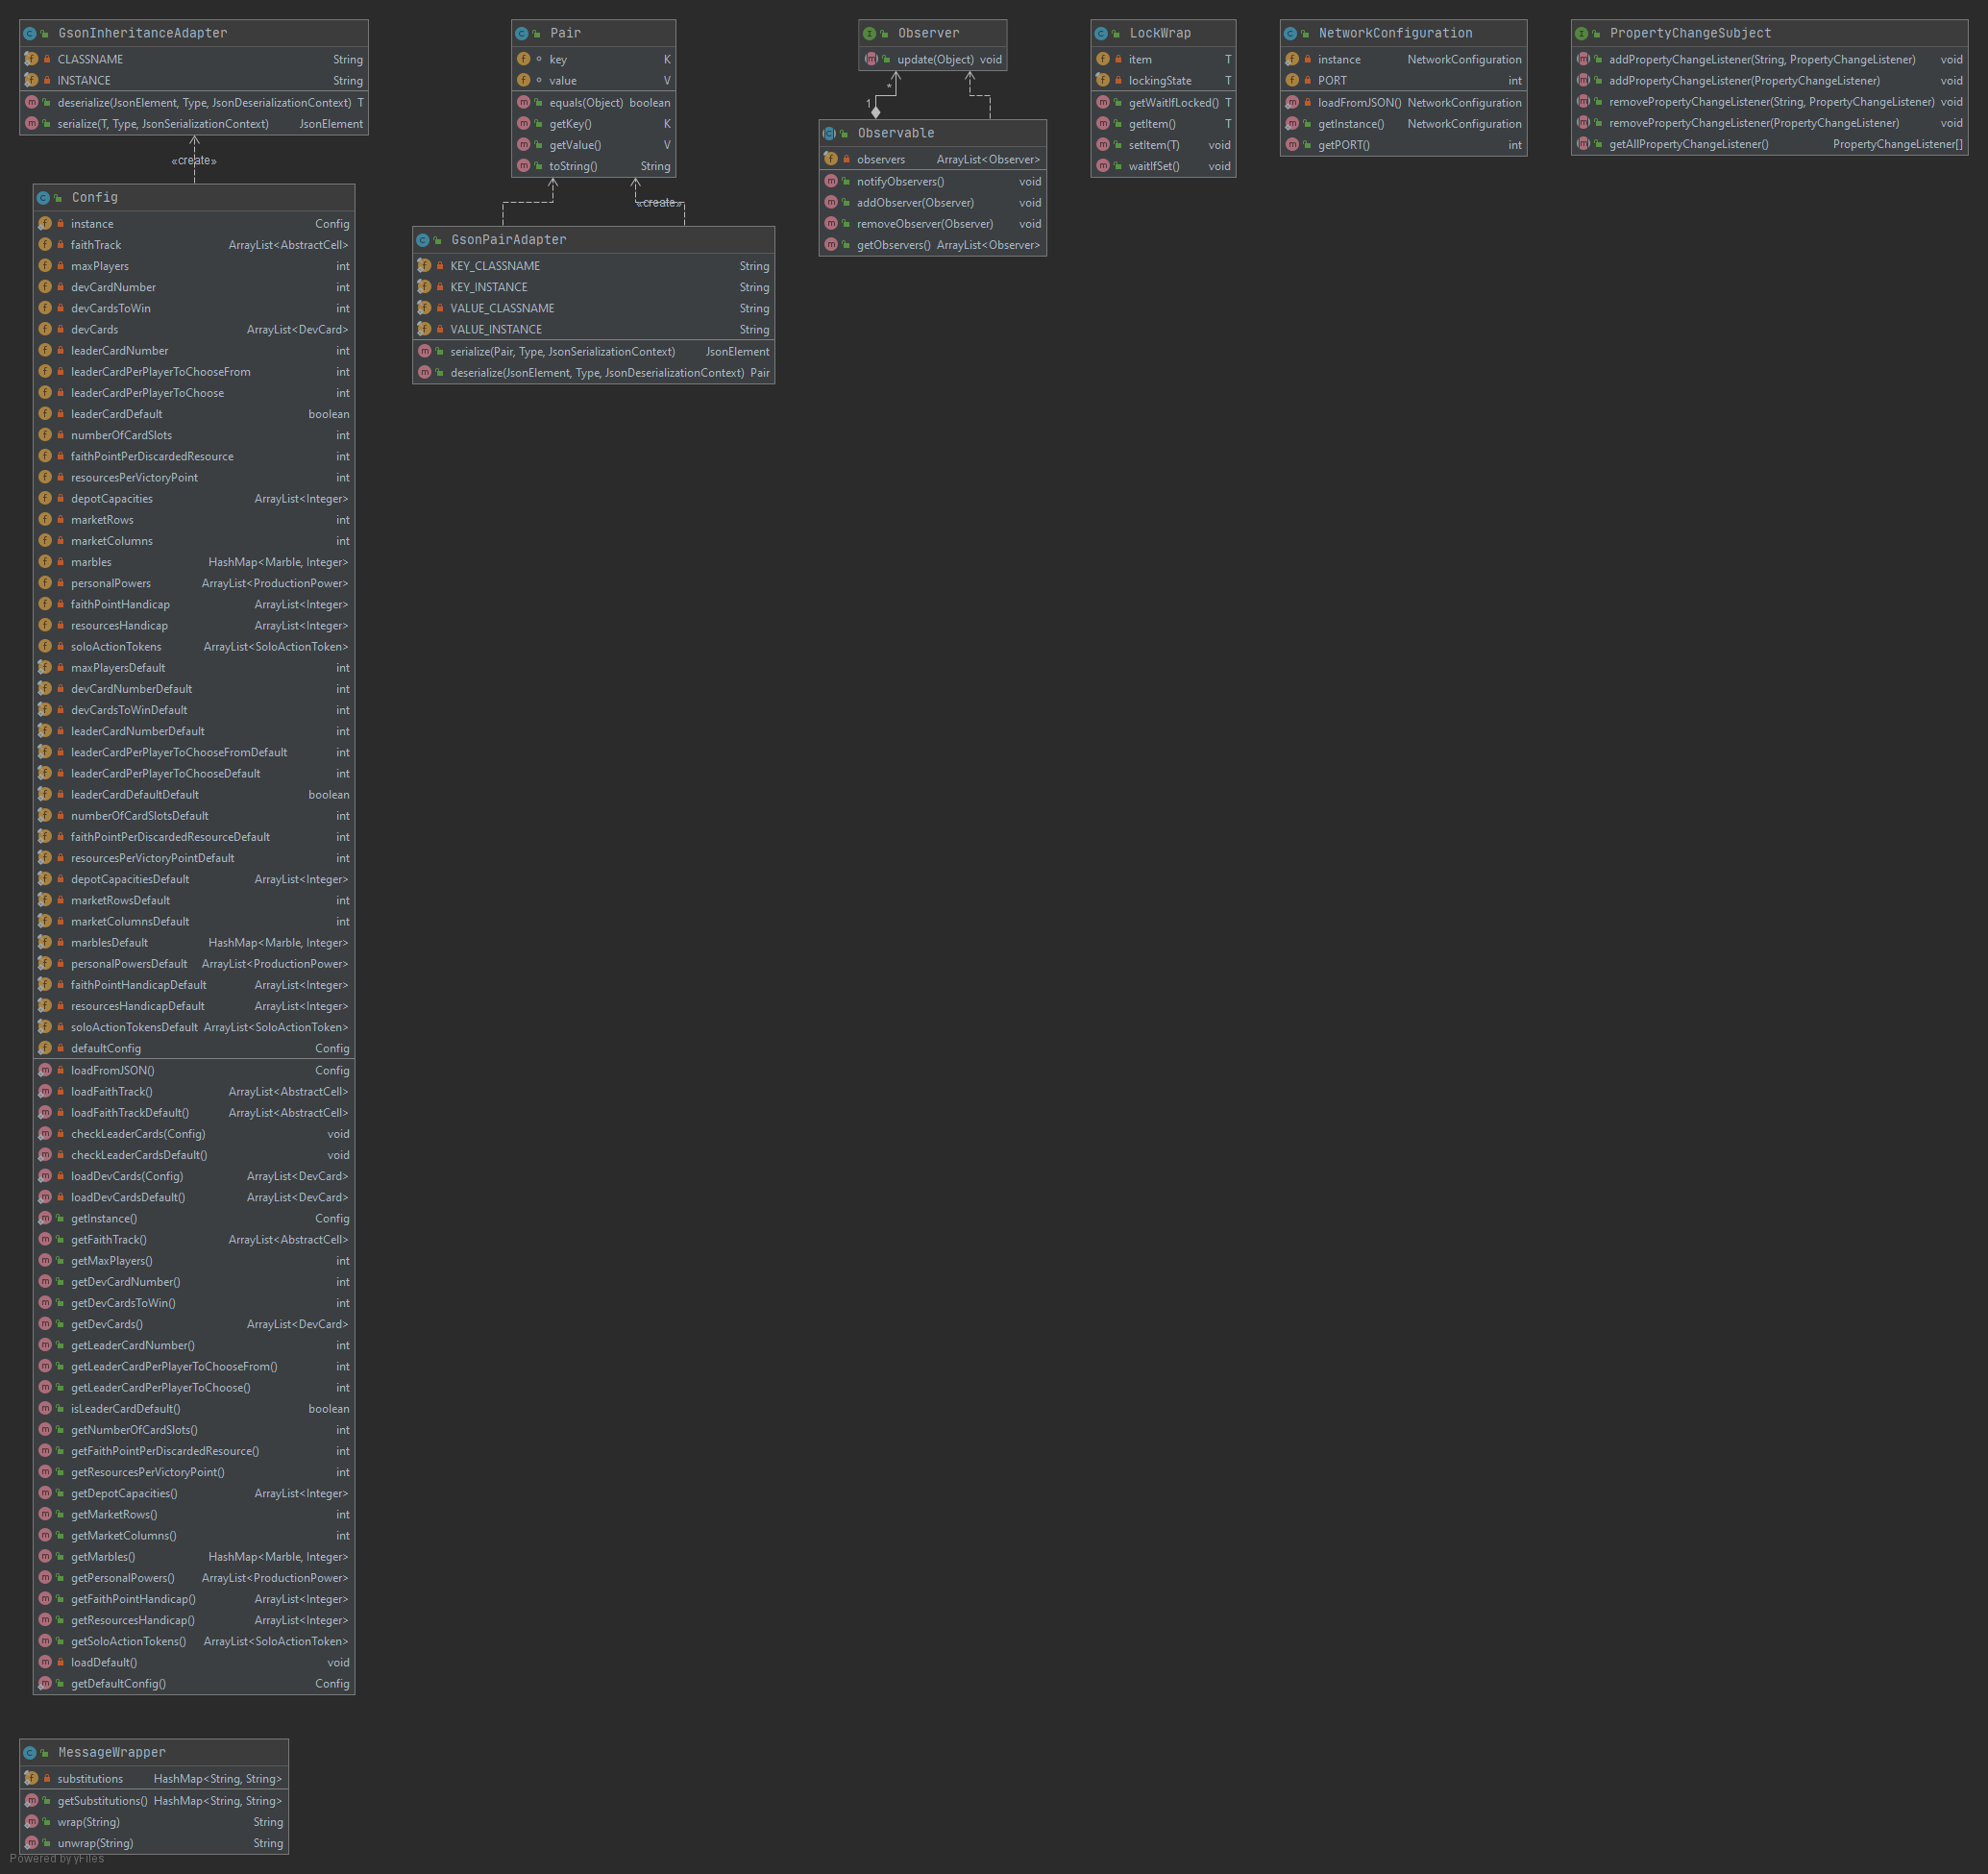 GsonInheritanceAdapter
CLASSNAME String
INSTANCE String
deserialize(JsonElement, Type, JsonDeserializationContext) T
serialize(T, Type, JsonSerializationContext) JsonElement
«create»
Config
instance Config
faithTrack ArrayList<AbstractCell>
maxPlayers int
devCardNumber int
devCardsToWin int
devCards ArrayList<DevCard>
leaderCardNumber int
leaderCardPerPlayerToChooseFrom int
leaderCardPerPlayerToChoose int
leaderCardDefault boolean
numberOfCardSlots int
faithPointPerDiscardedResource int
resourcesPerVictoryPoint int
depotCapacities ArrayList<Integer>
marketRows int
marketColumns int
marbles HashMap<Marble, Integer>
personalPowers ArrayList<ProductionPower>
faithPointHandicap ArrayList<Integer>
resourcesHandicap ArrayList<Integer>
soloActionTokens ArrayList<SoloActionToken>
maxPlayersDefault int
devCardNumberDefault int
devCardsToWinDefault int
leaderCardNumberDefault int
leaderCardPerPlayerToChooseFromDefault int
leaderCardPerPlayerToChooseDefault int
leaderCardDefaultDefault boolean
numberOfCardSlotsDefault int
faithPointPerDiscardedResourceDefault int
resourcesPerVictoryPointDefault int
depotCapacitiesDefault ArrayList<Integer>
marketRowsDefault int
marketColumnsDefault int
marblesDefault HashMap<Marble, Integer>
personalPowersDefault ArrayList<ProductionPower>
faithPointHandicapDefault ArrayList<Integer>
resourcesHandicapDefault ArrayList<Integer>
soloActionTokensDefault ArrayList<SoloActionToken>
defaultConfig Config
loadFromJSON() Config
loadFaithTrack() ArrayList<AbstractCell>
loadFaithTrackDefault() ArrayList<AbstractCell>
checkLeaderCards(Config) void
checkLeaderCardsDefault() void
loadDevCards(Config) ArrayList<DevCard>
loadDevCardsDefault() ArrayList<DevCard>
getInstance() Config
getFaithTrack() ArrayList<AbstractCell>
getMaxPlayers() int
getDevCardNumber() int
getDevCardsToWin() int
getDevCards() ArrayList<DevCard>
getLeaderCardNumber() int
getLeaderCardPerPlayerToChooseFrom() int
getLeaderCardPerPlayerToChoose() int
isLeaderCardDefault() boolean
getNumberOfCardSlots() int
getFaithPointPerDiscardedResource() int
getResourcesPerVictoryPoint() int
getDepotCapacities() ArrayList<Integer>
getMarketRows() int
getMarketColumns() int
getMarbles() HashMap<Marble, Integer>
getPersonalPowers() ArrayList<ProductionPower>
getFaithPointHandicap() ArrayList<Integer>
getResourcesHandicap() ArrayList<Integer>
getSoloActionTokens() ArrayList<SoloActionToken>
loadDefault() void
getDefaultConfig() Config
MessageWrapper
substitutions HashMap<String, String>
getSubstitutions() HashMap<String, String>
wrap(String) String
unwrap(String) String
Powered by yFiles
Pair
key K
value V
equals(Object) boolean
getKey() K
getValue() V
toString() String
«create»
GsonPairAdapter
KEY_CLASSNAME String
KEY_INSTANCE String
VALUE_CLASSNAME String
VALUE_INSTANCE String
serialize(Pair, Type, JsonSerializationContext) JsonElement
deserialize(JsonElement, Type, JsonDeserializationContext) Pair
Observer
update(Object) void
*
1
Observable
observers ArrayList<Observer>
notifyObservers() void
addObserver(Observer) void
removeObserver(Observer) void
getObservers() ArrayList<Observer>
LockWrap
item T
lockingState T
getWaitIfLocked() T
getItem() T
setItem(T) void
waitIfSet() void
NetworkConfiguration
instance NetworkConfiguration
PORT int
loadFromJSON() NetworkConfiguration
getInstance() NetworkConfiguration
getPORT() int
PropertyChangeSubject
addPropertyChangeListener(String, PropertyChangeListener) void
addPropertyChangeListener(PropertyChangeListener) void
removePropertyChangeListener(String, PropertyChangeListener) void
removePropertyChangeListener(PropertyChangeListener) void
getAllPropertyChangeListener() PropertyChangeListener[]